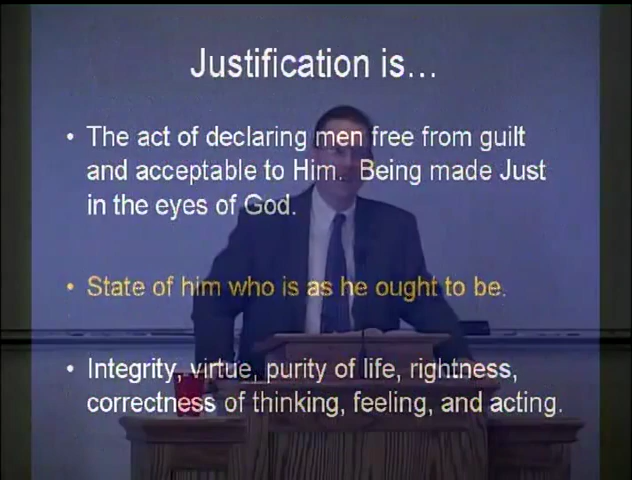 Justification is...
• The act of declaring men free from guilt
and acceptable to Him. Being made Just
in the eyes of God.
• State of him who is as he ought to be.
• Integrity, virtue, purity of life, rightness,
correctness of thinking, feeling, and acting.